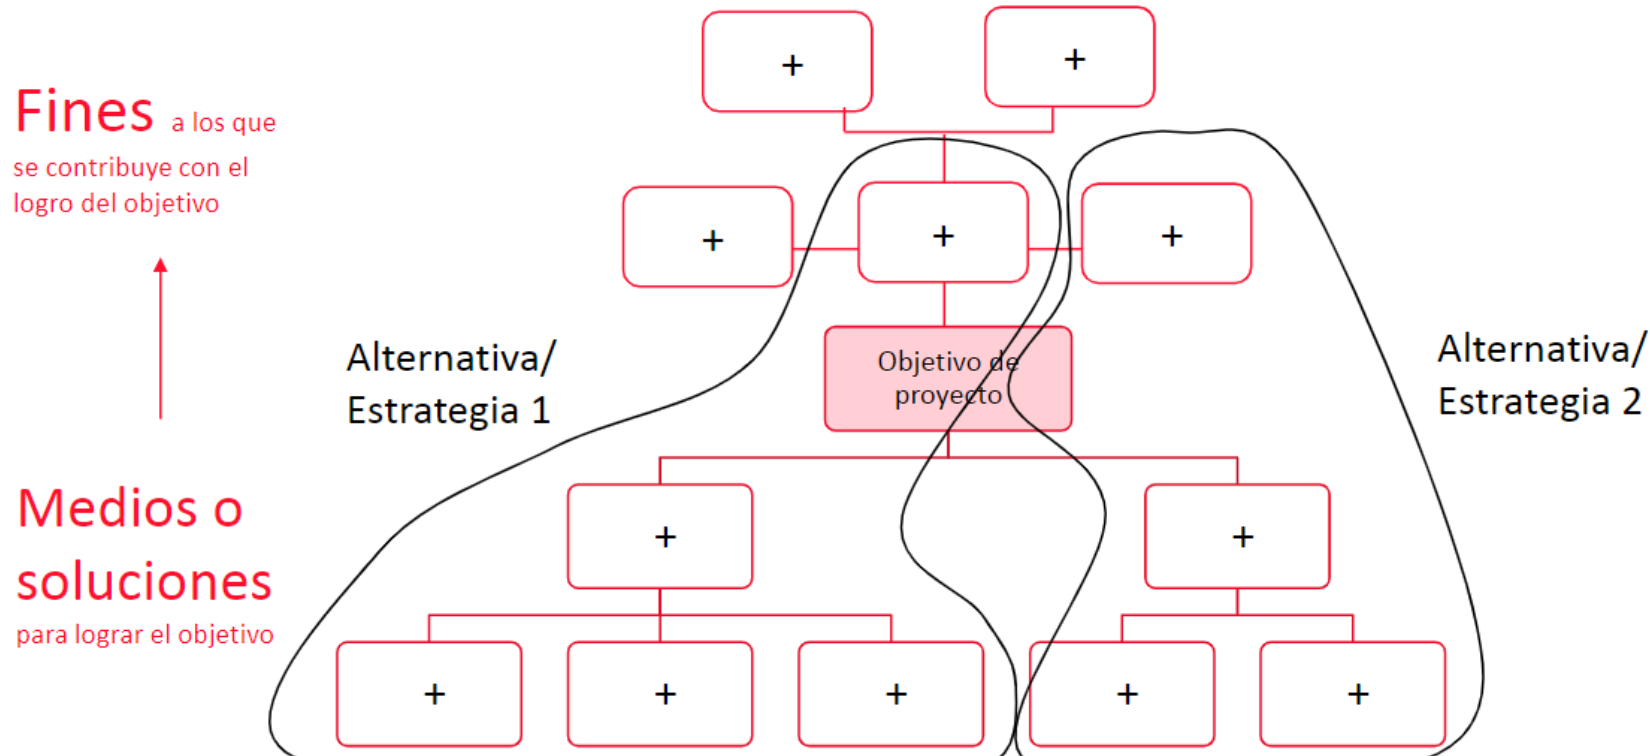 +
+
Fines a los que
se contribuye con el
logro del objetivo
+
+
+
Alternativa/
Estrategia 1
Objetivo de
proyecto
Alternativa/
Estrategia 2
Medios o
soluciones
para lograr el objetivo
+
+
+
+
+
+
+